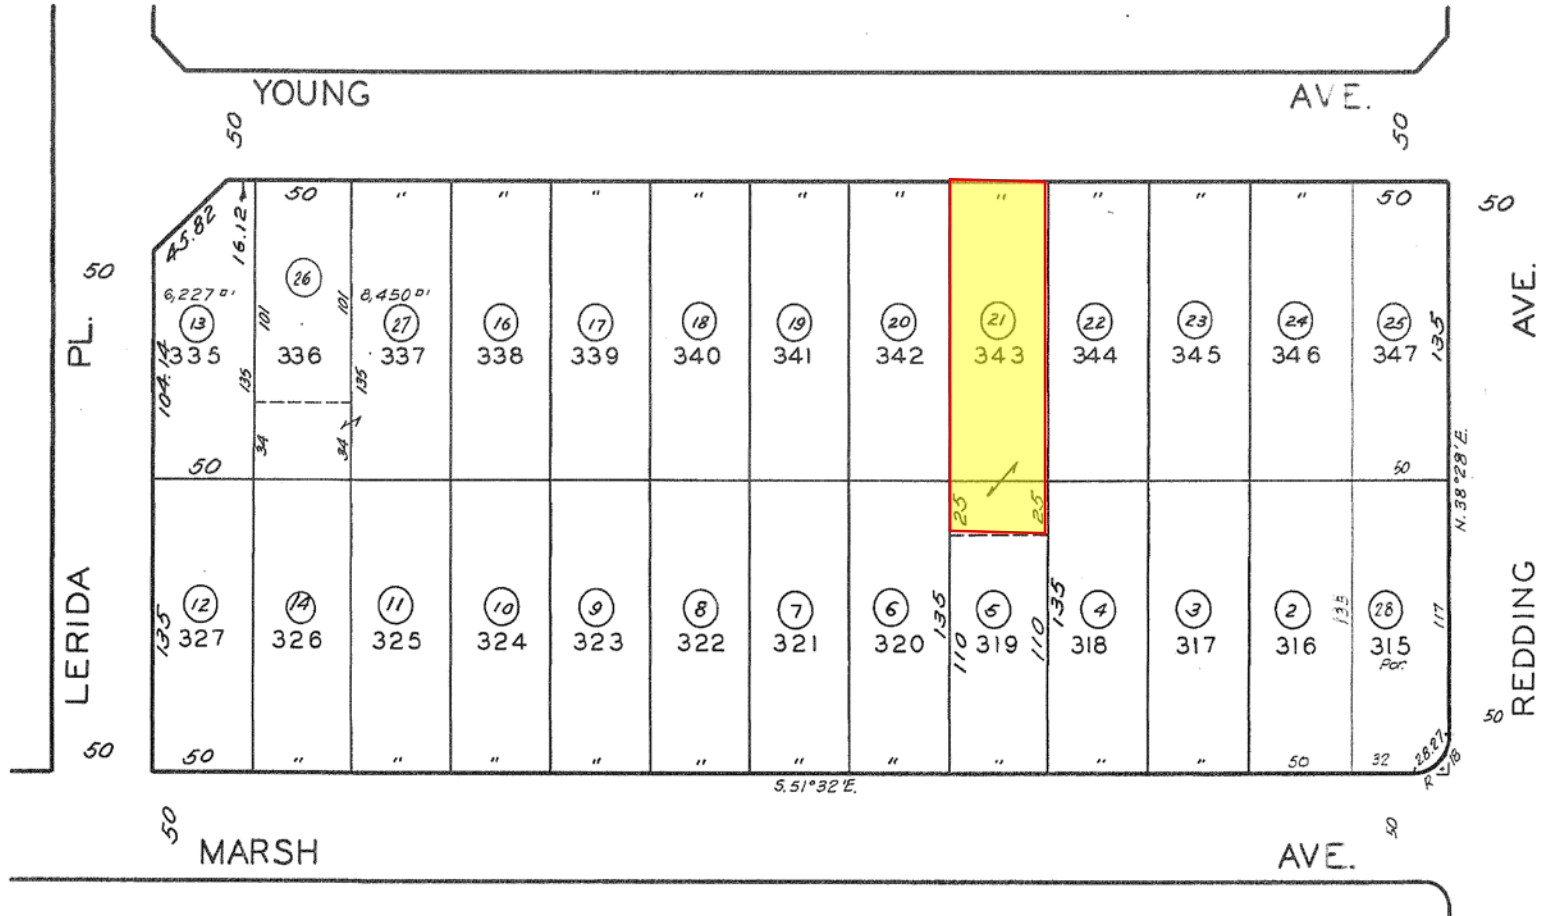 YOUNG AVE.
50 50
50 " " " " " " " " " " 50 50
45.82 16.12
50
PL.
AVE.
26
6,227 □' 8,450 □'
101 101
13 27 16 17 18 19 20 21 22 23 24 25
335 336 337 338 339 340 341 342 343 344 345 346 347
104.14 135 135 135
34 34
50 50
N. 38°28'E.
25 25
LERIDA
REDDING
12 14 11 10 9 8 7 6 5 4 3 2 28
135 135 135 135 117
327 326 325 324 323 322 321 320 319 318 317 316 315
110 110
Por.
50
50
50 " " " " " " " " " " 50 32 28.27
R = 18
S. 51°32'E.
50 50
MARSH AVE.